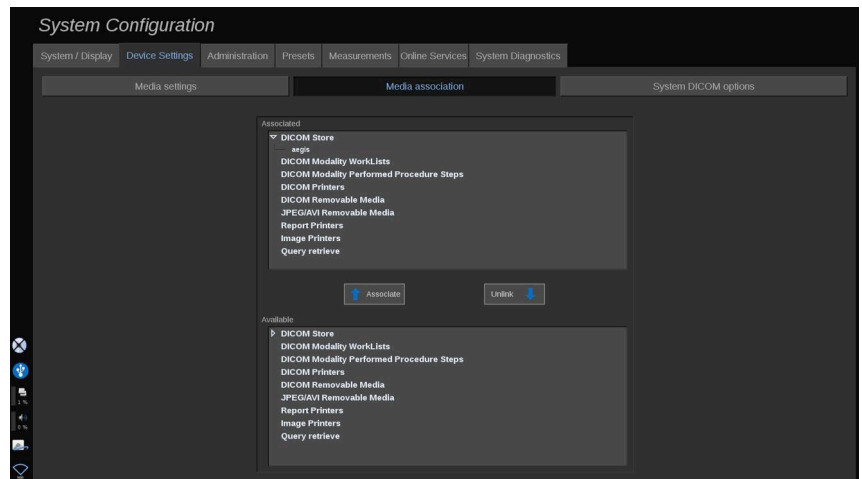 System Configuration
System / Display Device Settings Administration Presets Measurements Online Services System Diagnostics
Media settings Media association System DICOM options
Associated
DICOM Store
aegis
DICOM Modality WorkLists
DICOM Modality Performed Procedure Steps
DICOM Printers
DICOM Removable Media
JPEG/AVI Removable Media
Report Printers
Image Printers
Query retrieve
Associate Unlink
Available
DICOM Store
DICOM Modality WorkLists
DICOM Modality Performed Procedure Steps
DICOM Printers
DICOM Removable Media
JPEG/AVI Removable Media
Report Printers
Image Printers
Query retrieve
1 %
0 %